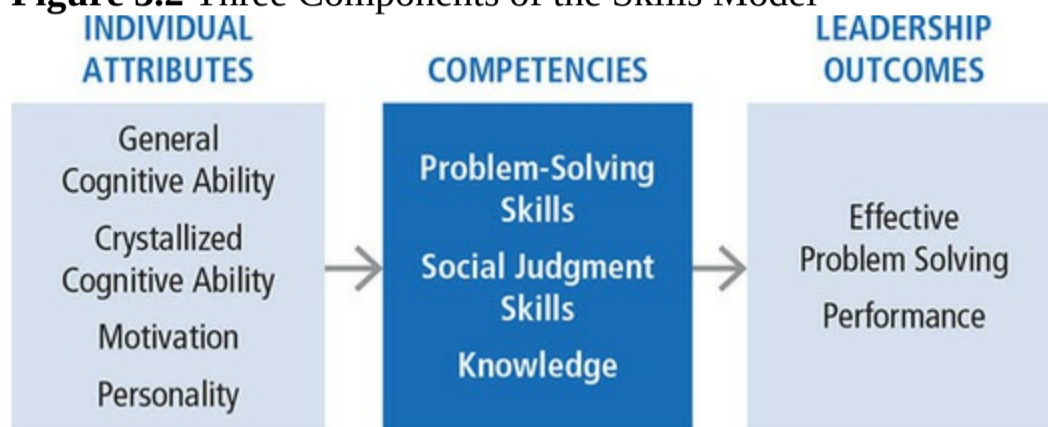 Figure 3.2 Three Components of the Skills Model
INDIVIDUAL
ATTRIBUTES
General
Cognitive Ability
Crystallized
Cognitive Ability
Motivation
Personality
COMPETENCIES
Problem-Solving
Skills
Social Judgment
Skills
Knowledge
LEADERSHIP
OUTCOMES
Effective
Problem Solving
Performance